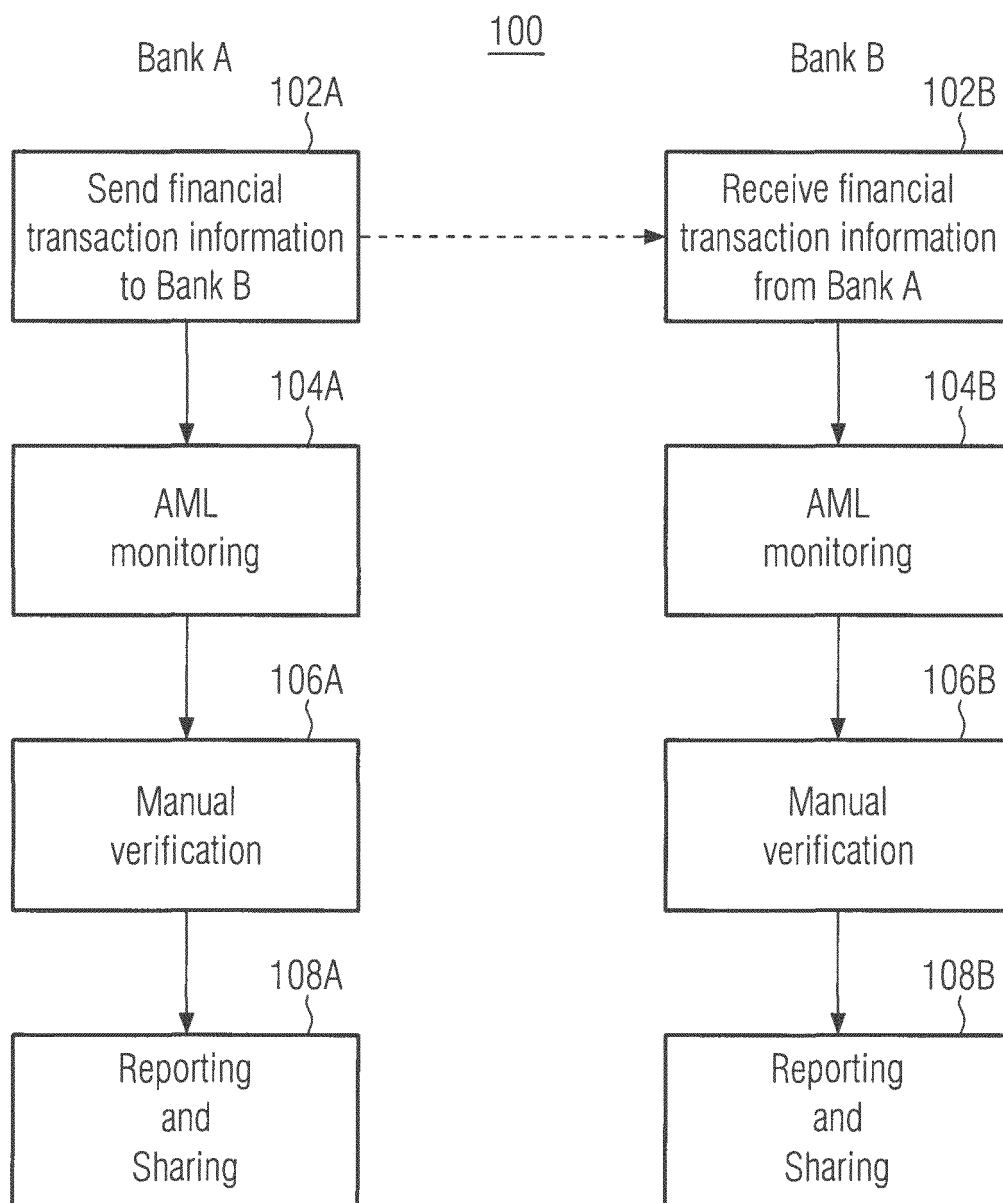 100
Bank A
Bank B
102A
102B
Send financial
transaction information
to Bank B
Receive financial
transaction information
from Bank A
104A
104B
AML
monitoring
AML
monitoring
106A
106B
Manual
verification
Manual
verification
108A
108B
Reporting
and
Sharing
Reporting
and
Sharing